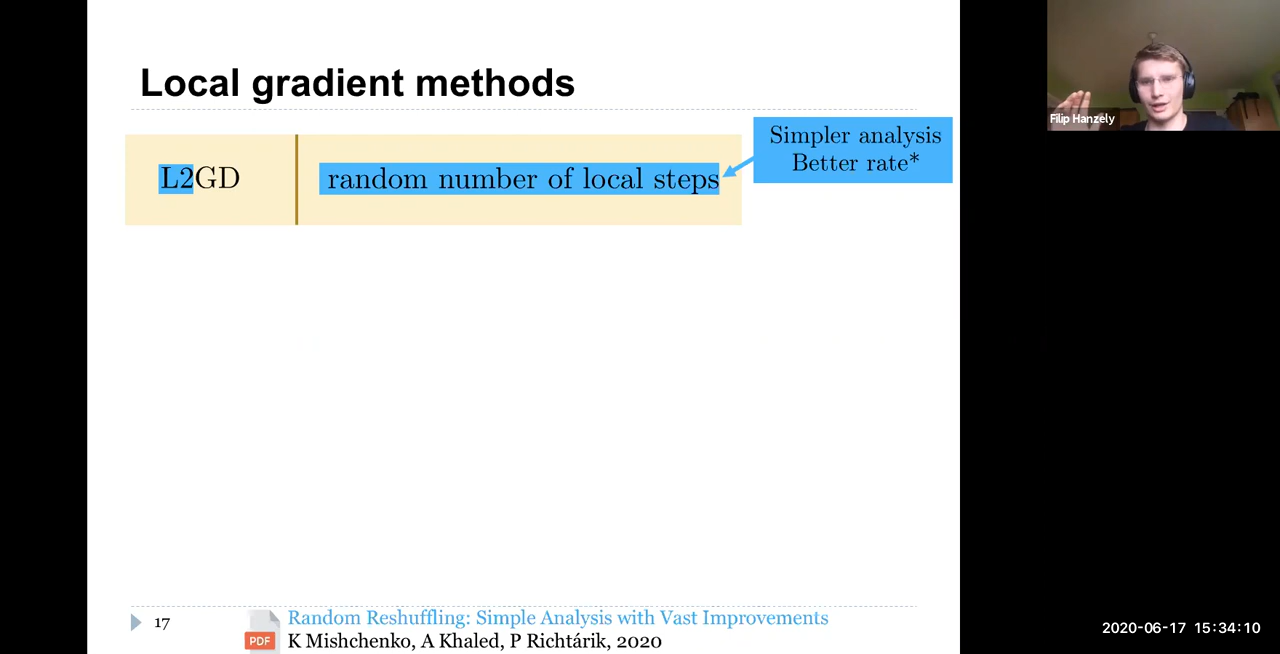 Local gradient methods
L2GD
random number of local steps
Simpler analysis
Better rate*
Filip Hanzely
17
PDF
Random Reshuffling: Simple Analysis with Vast Improvements
K Mishchenko, A Khaled, P Richtárik, 2020
2020-06-17 15:34:10